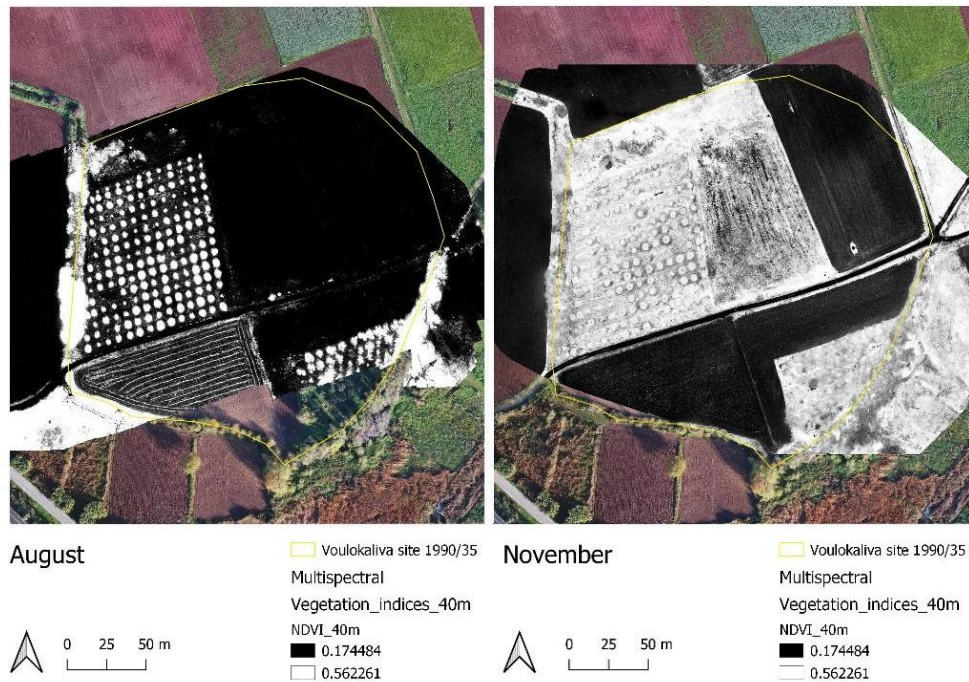 August
Voulokaliva site 1990/35
Multispectral
Vegetation_indices_40m
NDVI_40m
0.174484
0.562261
0 25 50 m
November
Voulokaliva site 1990/35
Multispectral
Vegetation_indices_40m
NDVI_40m
0.174484
0.562261
0 25 50 m